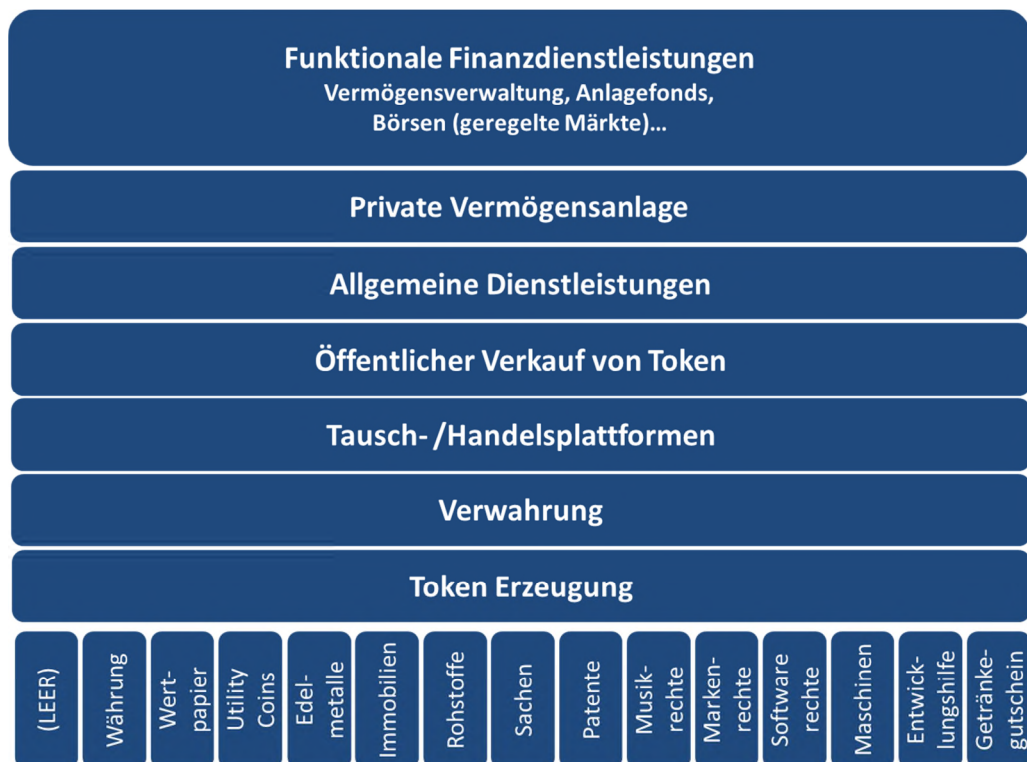 Funktionale Finanzdienstleistungen
Vermögensverwaltung, Anlagefonds,
Börsen (geregelte Märkte)...
Private Vermögensanlage
Allgemeine Dienstleistungen
Öffentlicher Verkauf von Token
Tausch- /Handelsplattformen
Verwahrung
Token Erzeugung
(LEER)
Währung
Wert-
papier
Utility
Coins
Edel-
metalle
Immobilien
Rohstoffe
Sachen
Patente
Musik-
rechte
Marken-
rechte
Software
rechte
Maschinen
Entwick-
lungshilfe
Getränke-
gutschein